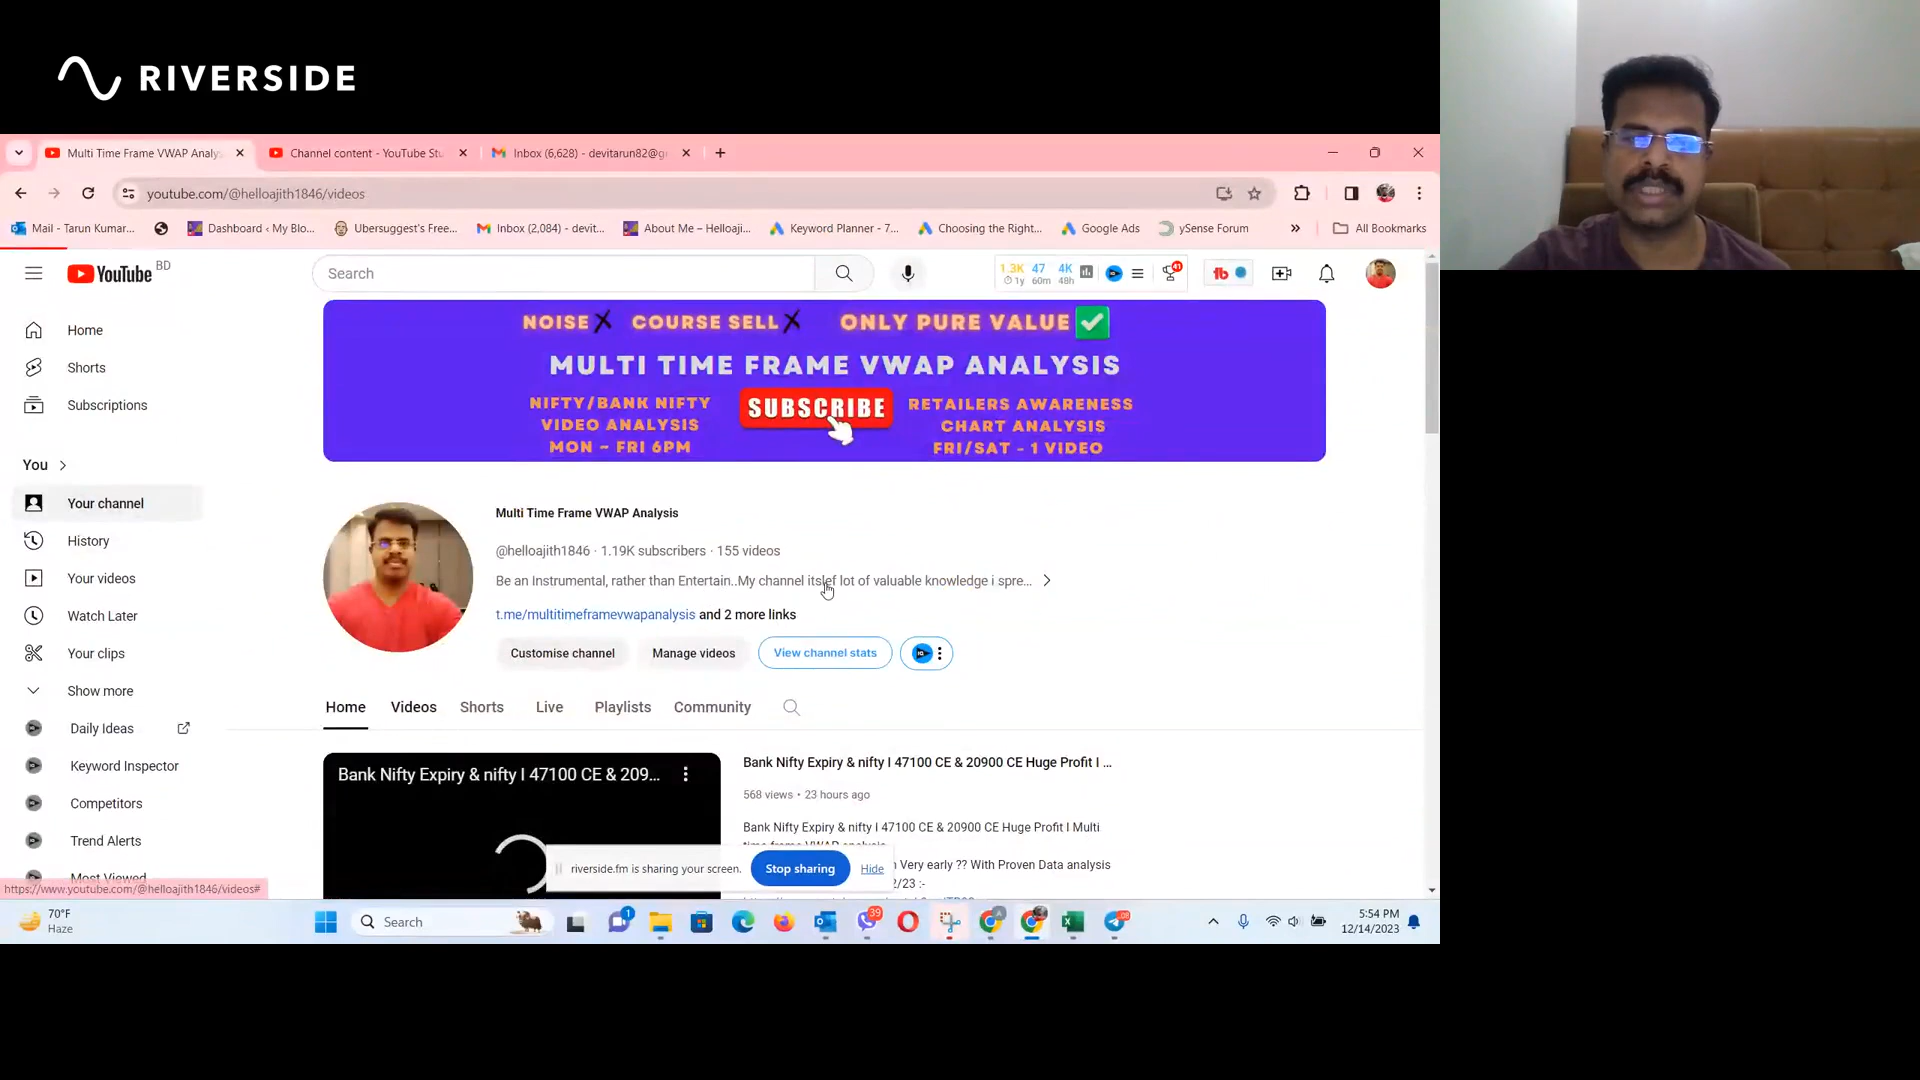 RIVERSIDE
Multi Time Frame VWAP Analy
Channel content - YouTube Stu
Inbox (6,628) - devitarun82@g
youtube.com/@helloajith1846/videos
Mail - Tarun Kumar...
Dashboard ‹ My Blo...
Ubersuggest's Free...
Inbox (2,084) - devit...
About Me – Helloaji...
Keyword Planner - 7...
Choosing the Right...
Google Ads
ySense Forum
»
All Bookmarks
YouTube BD
Search
1.3K 47 4K
1y 60m 48h
41
tb
NOISE X COURSE SELL X ONLY PURE VALUE
MULTI TIME FRAME VWAP ANALYSIS
NIFTY/BANK NIFTY
VIDEO ANALYSIS
MON - FRI 6PM
SUBSCRIBE
RETAILERS AWARENESS
CHART ANALYSIS
FRI/SAT - 1 VIDEO
Home
Shorts
Subscriptions
You
Your channel
History
Your videos
Watch Later
Your clips
Show more
Daily Ideas
Keyword Inspector
Competitors
Trend Alerts
Most Viewed
Multi Time Frame VWAP Analysis
@helloajith1846 · 1.19K subscribers · 155 videos
Be an Instrumental, rather than Entertain..My channel itslef lot of valuable knowledge i spre...
t.me/multitimeframevwapanalysis and 2 more links
Customise channel
Manage videos
View channel stats
Home Videos Shorts Live Playlists Community
Bank Nifty Expiry & nifty I 47100 CE & 209...
Bank Nifty Expiry & nifty I 47100 CE & 20900 CE Huge Profit I ...
568 views • 23 hours ago
Bank Nifty Expiry & nifty I 47100 CE & 20900 CE Huge Profit I Multi
time frame VWAP analysis
Very early ?? With Proven Data analysis
2/23 :-
riverside.fm is sharing your screen.
Stop sharing
Hide
https://www.youtube.com/@helloajith1846/videos#
70°F
Haze
Search
1
39
5:54 PM
12/14/2023